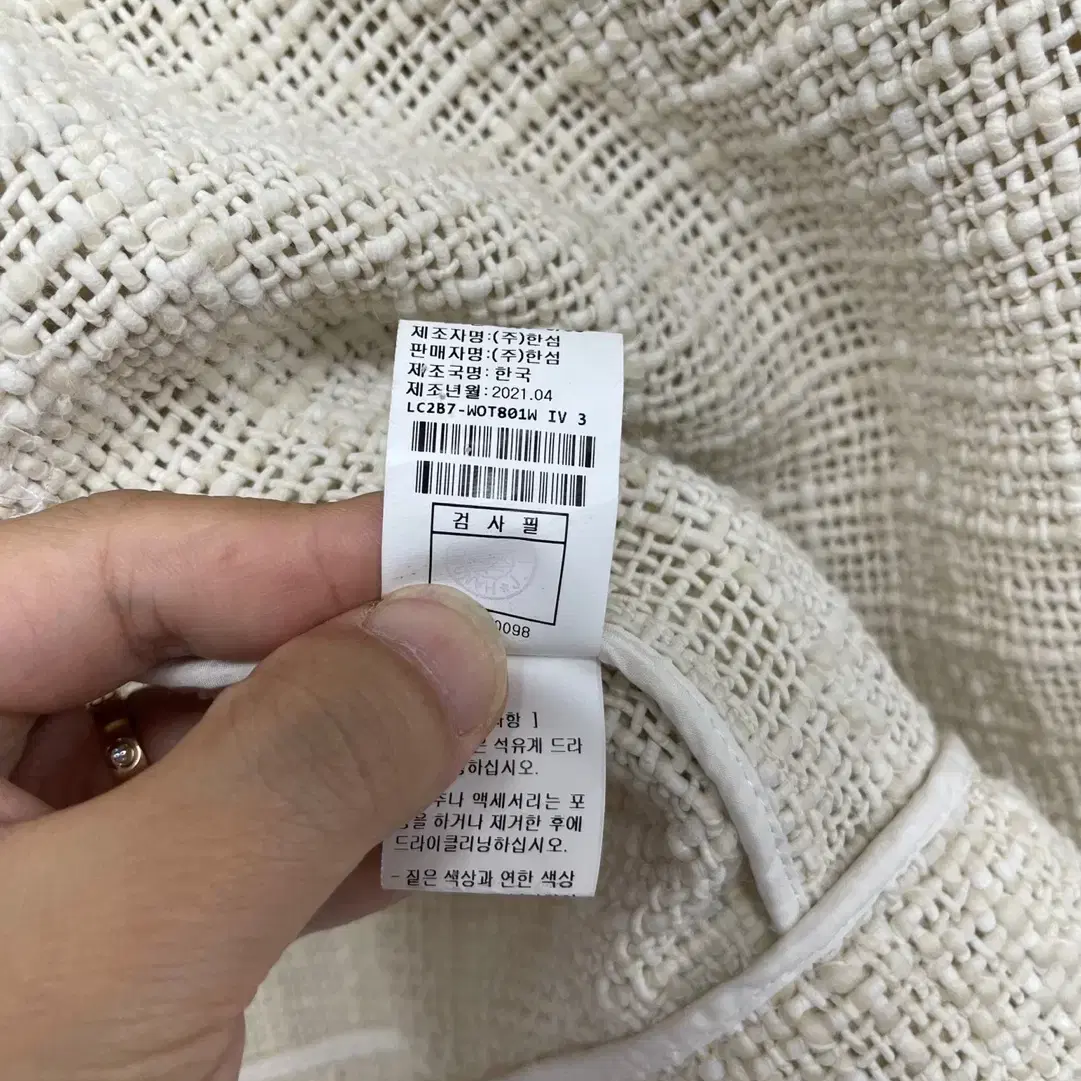 제조자명:(주)한섬
판매자명:(주)한섬
제조국명: 한국
제조년월:2021.04
LC2B7-WOT801W IV 3
검 사 필
0098
항 ]
석유계 드라
하십시오.
액세서리는 포
하거나 제거한 후에
드라이클리닝하십시오.
- 짙은 색상과 연한 색상